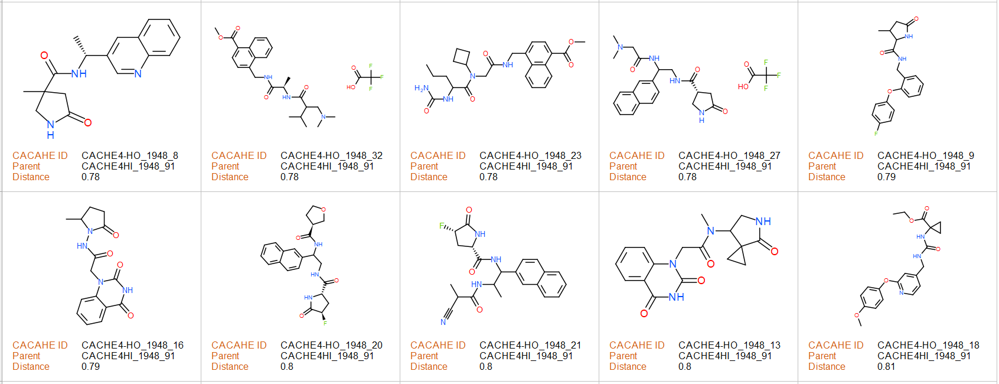 CACAHE ID CACHE4-HO_1948_8
Parent CACHE4HI_1948_91
Distance 0.78
CACAHE ID CACHE4-HO_1948_32
Parent CACHE4HI_1948_91
Distance 0.78
CACAHE ID CACHE4-HO_1948_23
Parent CACHE4HI_1948_91
Distance 0.78
CACAHE ID CACHE4-HO_1948_27
Parent CACHE4HI_1948_91
Distance 0.78
CACAHE ID CACHE4-HO_1948_9
Parent CACHE4HI_1948_91
Distance 0.79
CACAHE ID CACHE4-HO_1948_16
Parent CACHE4HI_1948_91
Distance 0.79
CACAHE ID CACHE4-HO_1948_20
Parent CACHE4HI_1948_91
Distance 0.8
CACAHE ID CACHE4-HO_1948_21
Parent CACHE4HI_1948_91
Distance 0.8
CACAHE ID CACHE4-HO_1948_13
Parent CACHE4HI_1948_91
Distance 0.8
CACAHE ID CACHE4-HO_1948_18
Parent CACHE4HI_1948_91
Distance 0.81